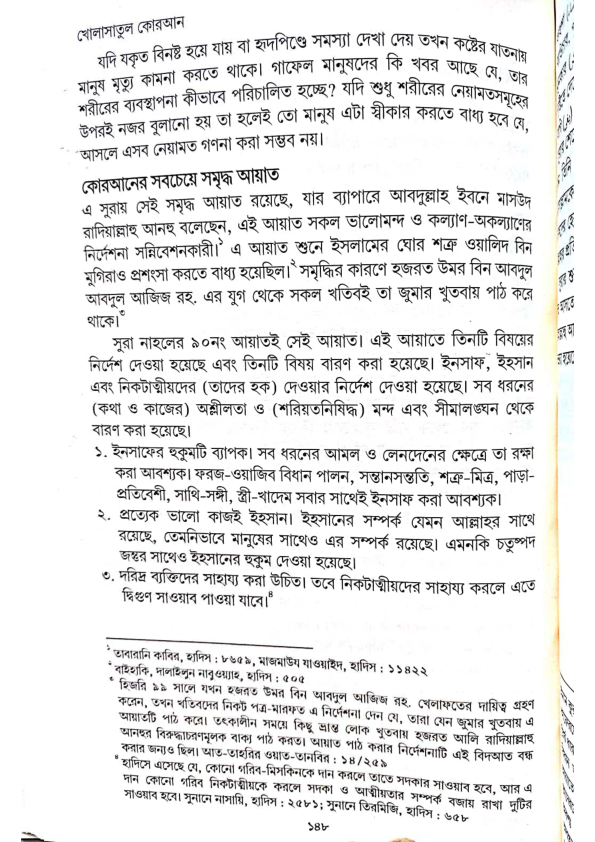 খোলাসাতুল কোরআন
যদি যকৃত বিনষ্ট হয়ে যায় বা হৃদপিণ্ডে সমস্যা দেখা দেয় তখন কষ্টের যাতনায়
মানুষ মৃত্যু কামনা করতে থাকে। গাফেল মানুষদের কি খবর আছে যে, তার
শরীরের ব্যবস্থাপনা কীভাবে পরিচালিত হচ্ছে? যদি শুধু শরীরের নেয়ামতসমূহের
উপরই নজর বুলানো হয় তা হলেই তো মানুষ এটা স্বীকার করতে বাধ্য হবে যে,
আসলে এসব নেয়ামত গণনা করা সম্ভব নয়।
কোরআনের সবচেয়ে সমৃদ্ধ আয়াত
এ সুরায় সেই সমৃদ্ধ আয়াত রয়েছে, যার ব্যাপারে আবদুল্লাহ ইবনে মাসউদ
রাদিয়াল্লাহু আনহু বলেছেন, এই আয়াত সকল ভালোমন্দ ও কল্যাণ-অকল্যাণের
নির্দেশনা সন্নিবেশনকারী।১ এ আয়াত শুনে ইসলামের ঘোর শত্রু ওয়ালিদ বিন
মুগিরাও প্রশংসা করতে বাধ্য হয়েছিল।২ সমৃদ্ধির কারণে হজরত উমর বিন আবদুল
আবদুল আজিজ রহ. এর যুগ থেকে সকল খতিবই তা জুমার খুতবায় পাঠ করে
থাকে।৩
সুরা নাহলের ৯০নং আয়াতই সেই আয়াত। এই আয়াতে তিনটি বিষয়ের
নির্দেশ দেওয়া হয়েছে এবং তিনটি বিষয় বারণ করা হয়েছে। ইনসাফ, ইহসান
এবং নিকটাত্মীয়দের (তাদের হক) দেওয়ার নির্দেশ দেওয়া হয়েছে। সব ধরনের
(কথা ও কাজের) অশ্লীলতা ও (শরিয়তনিষিদ্ধ) মন্দ এবং সীমালঙ্ঘন থেকে
বারণ করা হয়েছে।
১. ইনসাফের হুকুমটি ব্যাপক। সব ধরনের আমল ও লেনদেনের ক্ষেত্রে তা রক্ষা
করা আবশ্যক। ফরজ-ওয়াজিব বিধান পালন, সন্তানসন্ততি, শত্রু-মিত্র, পাড়া-
প্রতিবেশী, সাথি-সঙ্গী, স্ত্রী-খাদেম সবার সাথেই ইনসাফ করা আবশ্যক।
২. প্রত্যেক ভালো কাজই ইহসান। ইহসানের সম্পর্ক যেমন আল্লাহর সাথে
রয়েছে, তেমনিভাবে মানুষের সাথেও এর সম্পর্ক রয়েছে। এমনকি চতুষ্পদ
জন্তুর সাথেও ইহসানের হুকুম দেওয়া হয়েছে।
৩. দরিদ্র ব্যক্তিদের সাহায্য করা উচিত। তবে নিকটাত্মীয়দের সাহায্য করলে এতে
দ্বিগুণ সাওয়াব পাওয়া যাবে।৪
১ তাবারানি কাবির, হাদিস : ৮৬৫৯, মাজমাউয যাওয়াইদ, হাদিস : ১১৪২২
২ বাইহাকি, দালাইলুন নাবুওয়্যাহ, হাদিস : ৫০৫
৩ হিজরি ৯৯ সালে যখন হজরত উমর বিন আবদুল আজিজ রহ. খেলাফতের দায়িত্ব গ্রহণ
করেন, তখন খতিবদের নিকট পত্র-মারফত এ নির্দেশনা দেন যে, তারা যেন জুমার খুতবায় এ
আয়াতটি পাঠ করে। তৎকালীন সময়ে কিছু ভ্রান্ত লোক খুতবায় হজরত আলি রাদিয়াল্লাহু
আনহুর বিরুদ্ধাচরণমূলক বাক্য পাঠ করত। আয়াত পাঠ করার নির্দেশনাটি এই বিদআত বন্ধ
করার জন্যও ছিল। আত-তাহরির ওয়াত-তানবির : ১৪/২৫৯
৪ হাদিসে এসেছে যে, কোনো গরিব-মিসকিনকে দান করলে তাতে সদকার সাওয়াব হবে, আর এ
দান কোনো গরিব নিকটাত্মীয়কে করলে সদকা ও আত্মীয়তার সম্পর্ক বজায় রাখা দুটির
সাওয়াব হবে। সুনানে নাসায়ি, হাদিস : ২৫৮১; সুনানে তিরমিজি, হাদিস : ৬৫৮
১৪৮